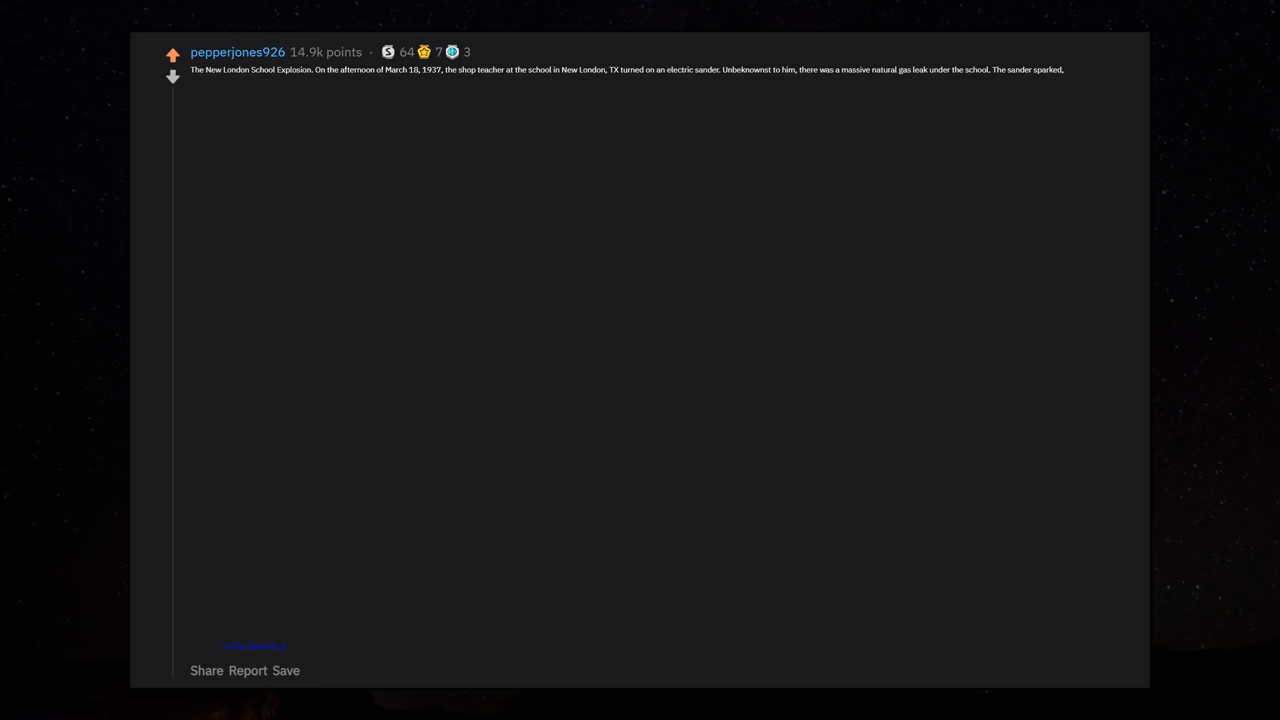 pepperjones926 14.9k points · S 64 7 3
The New London School Explosion. On the afternoon of March 18, 1937, the shop teacher at the school in New London, TX turned on an electric sander. Unbeknownst to him, there was a massive natural gas leak under the school. The sander sparked,
Share Report Save